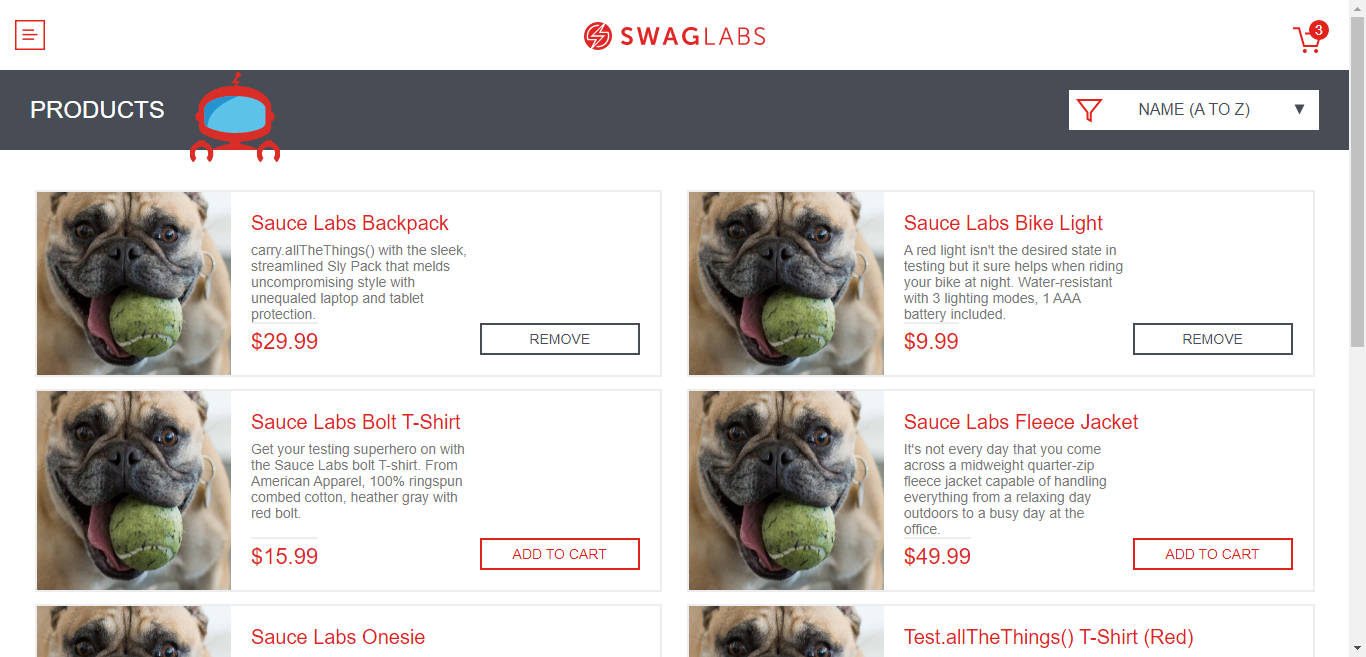 SWAGLABS
3
PRODUCTS
NAME (A TO Z)
Sauce Labs Backpack
carry.allTheThings() with the sleek,
streamlined Sly Pack that melds
uncompromising style with
unequaled laptop and tablet
protection.
$29.99
REMOVE
Sauce Labs Bike Light
A red light isn't the desired state in
testing but it sure helps when riding
your bike at night. Water-resistant
with 3 lighting modes, 1 AAA
battery included.
$9.99
REMOVE
Sauce Labs Bolt T-Shirt
Get your testing superhero on with
the Sauce Labs bolt T-shirt. From
American Apparel, 100% ringspun
combed cotton, heather gray with
red bolt.
$15.99
ADD TO CART
Sauce Labs Fleece Jacket
It's not every day that you come
across a midweight quarter-zip
fleece jacket capable of handling
everything from a relaxing day
outdoors to a busy day at the
office.
$49.99
ADD TO CART
Sauce Labs Onesie
Test.allTheThings() T-Shirt (Red)